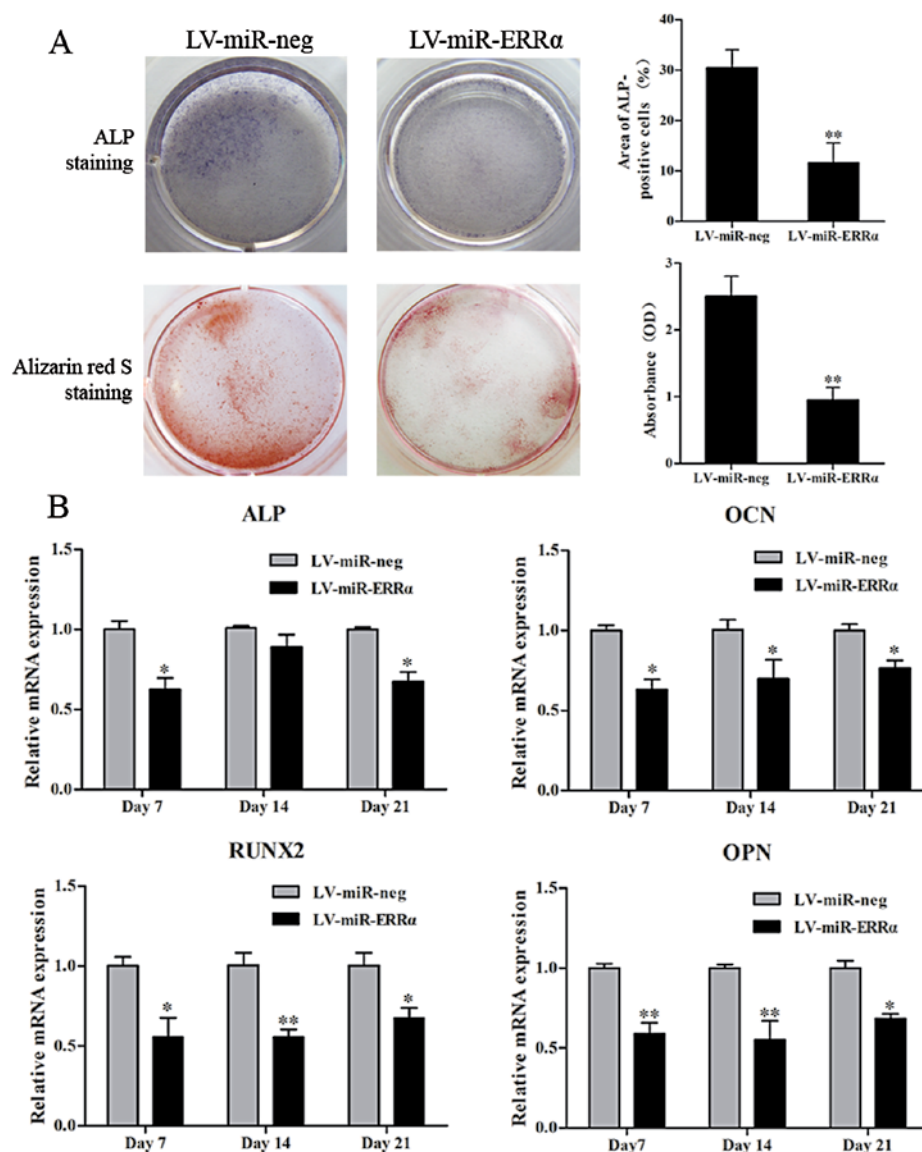 A
LV-miR-neg
LV-miR-ERRα
ALP
staining
Alizarin red S
staining
Area of ALP-
positive cells (%)
30
20
10
0
LV-miR-neg
LV-miR-ERRα
**
Absorbance (OD)
3
2
1
0
LV-miR-neg
LV-miR-ERRα
**
B
ALP
Relative mRNA expression
1.5
1.0
0.5
0.0
LV-miR-neg
LV-miR-ERRα
*
*
Day 7
Day 14
Day 21
OCN
Relative mRNA expression
1.5
1.0
0.5
0.0
LV-miR-neg
LV-miR-ERRα
*
*
*
Day 7
Day 14
Day 21
RUNX2
Relative mRNA expression
1.5
1.0
0.5
0.0
LV-miR-neg
LV-miR-ERRα
*
**
*
Day 7
Day 14
Day 21
OPN
Relative mRNA expression
1.5
1.0
0.5
0.0
LV-miR-neg
LV-miR-ERRα
**
**
*
Day7
Day 14
Day 21